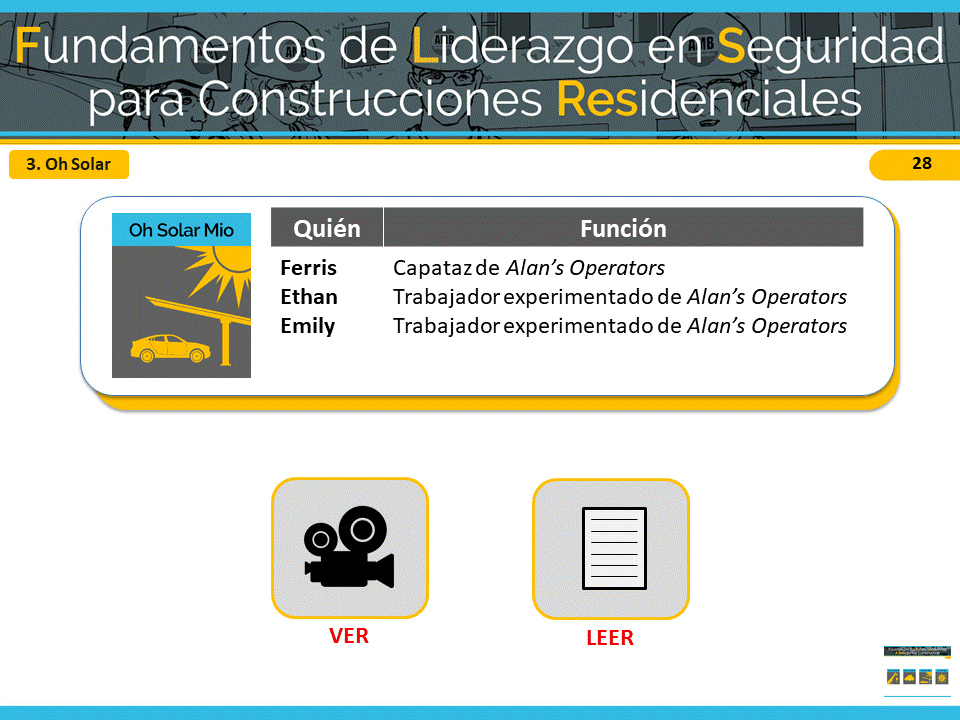 Fundamentos de Liderazgo en Seguridad
para Construcciones Residenciales
3. Oh Solar
28
Oh Solar Mio
Quién Función
Ferris Capataz de Alan’s Operators
Ethan Trabajador experimentado de Alan’s Operators
Emily Trabajador experimentado de Alan’s Operators
VER
LEER